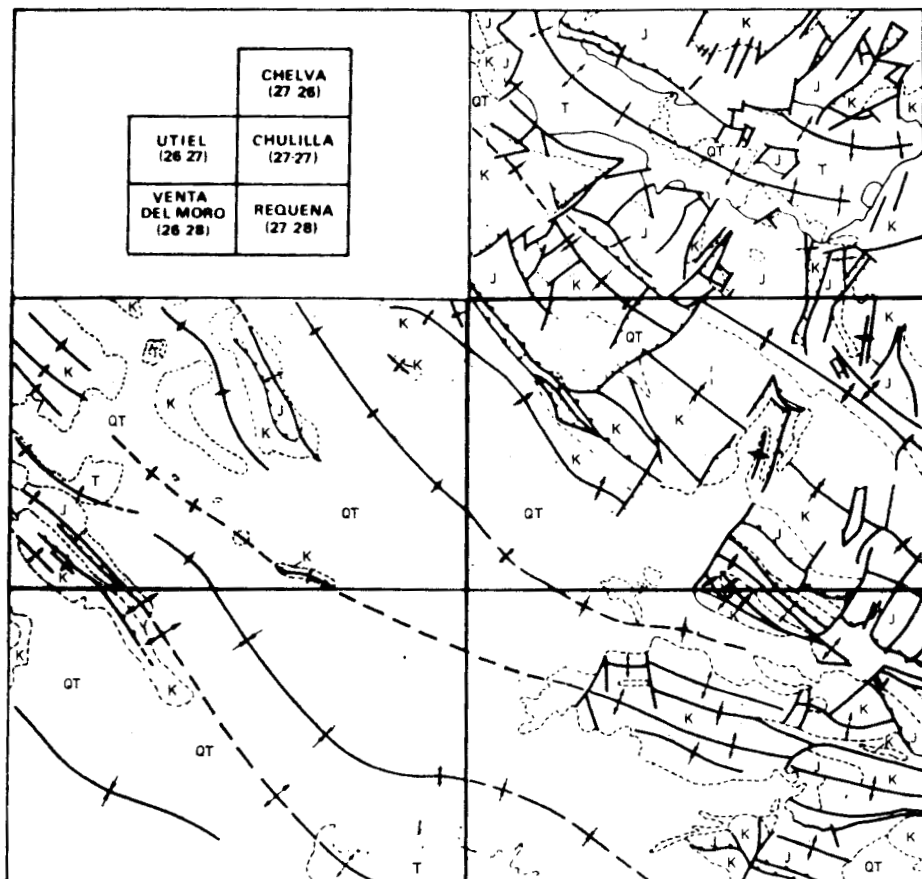 CHELVA
(27 26)
UTIEL
(26 27)
CHULILLA
(27·27)
VENTA
DEL MORO
(26 28)
REQUENA
(27 28)
J
J
K
J
K
J
J
K
K
QT
T
QT
J
T
K
K
J
K
K
J
K
J
J
K
K
K
K
QT
K
K
K
K
J
J
K
K
K
K
QT
T
QT
QT
K
J
J
K
K
J
K
QT
K
QT
K
K
J
K
J
K
K
K
J
J
K
QT
T